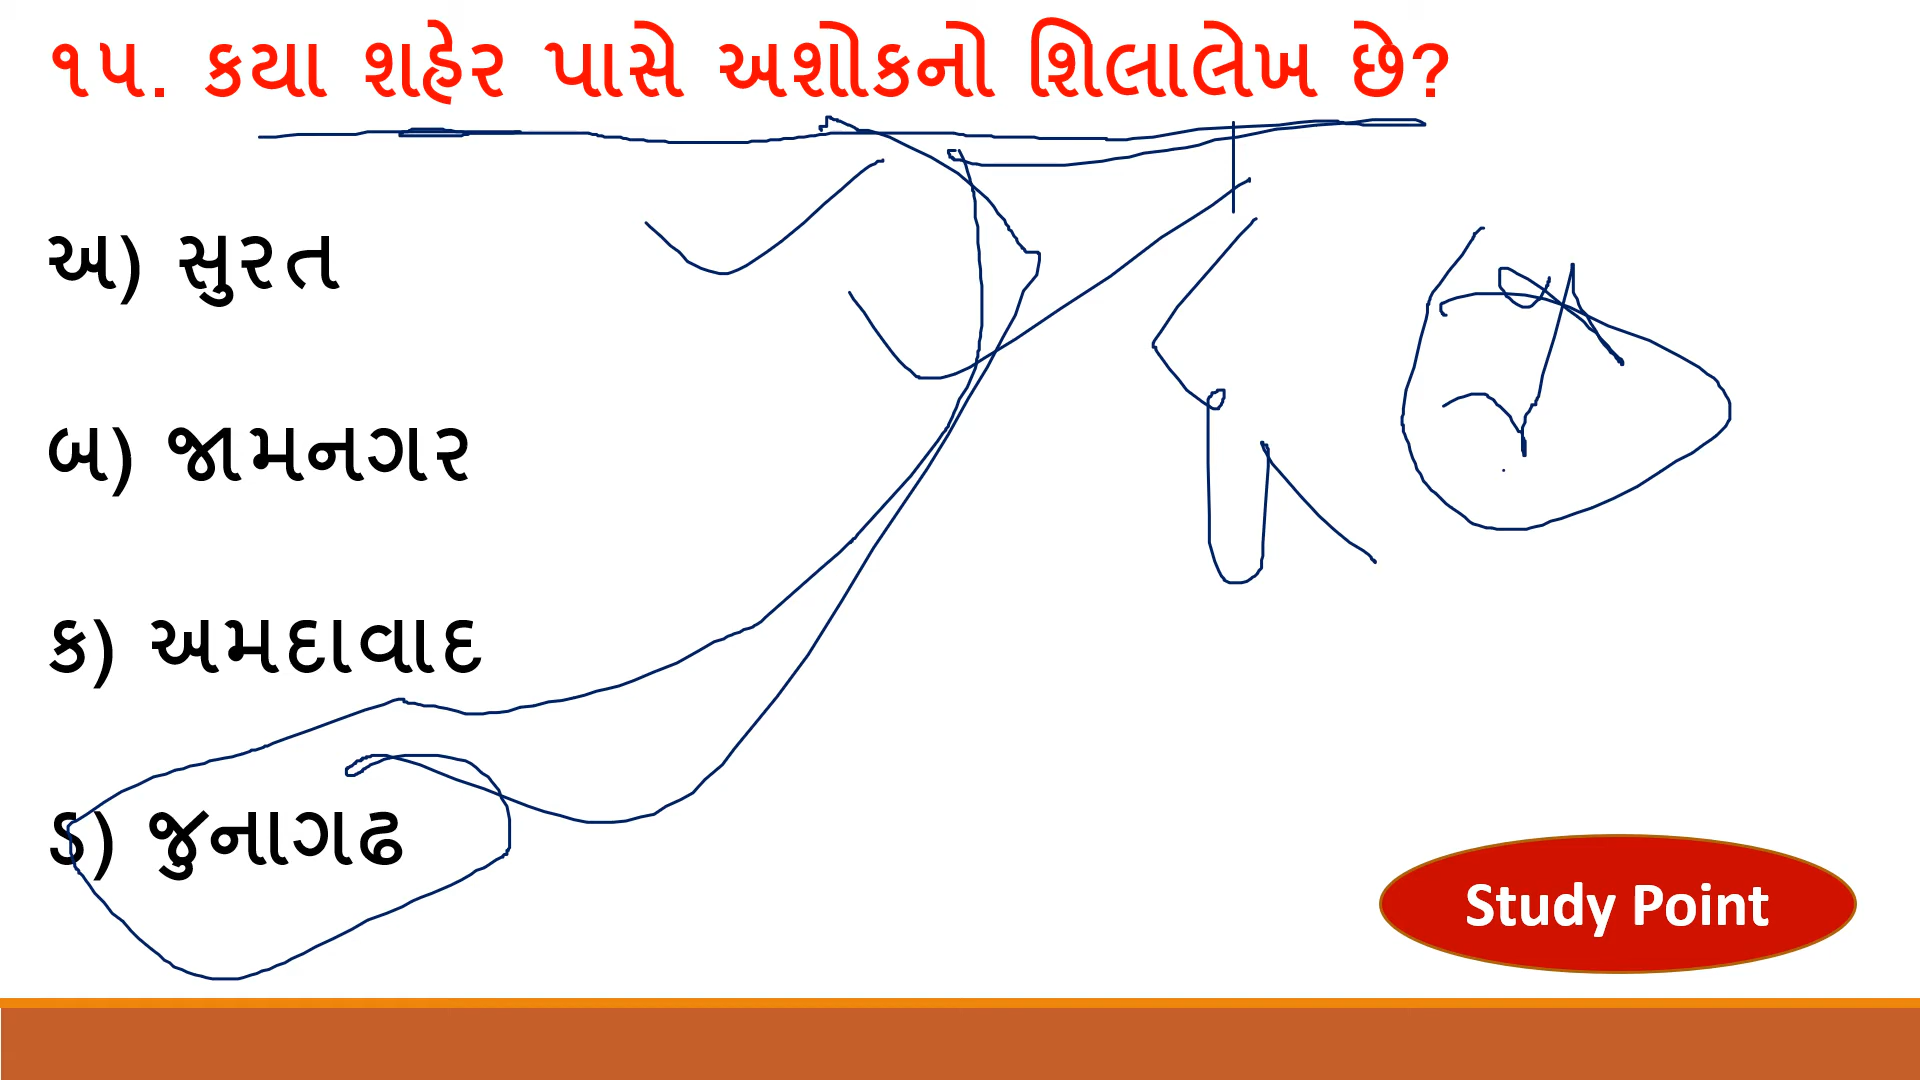 ૧૫. કયા શહેર પાસે અશોકનો શિલાલેખ છે?
અ) સુરત
બ) જામનગર
ક) અમદાવાદ
ડ) જુનાગઢ
Study Point